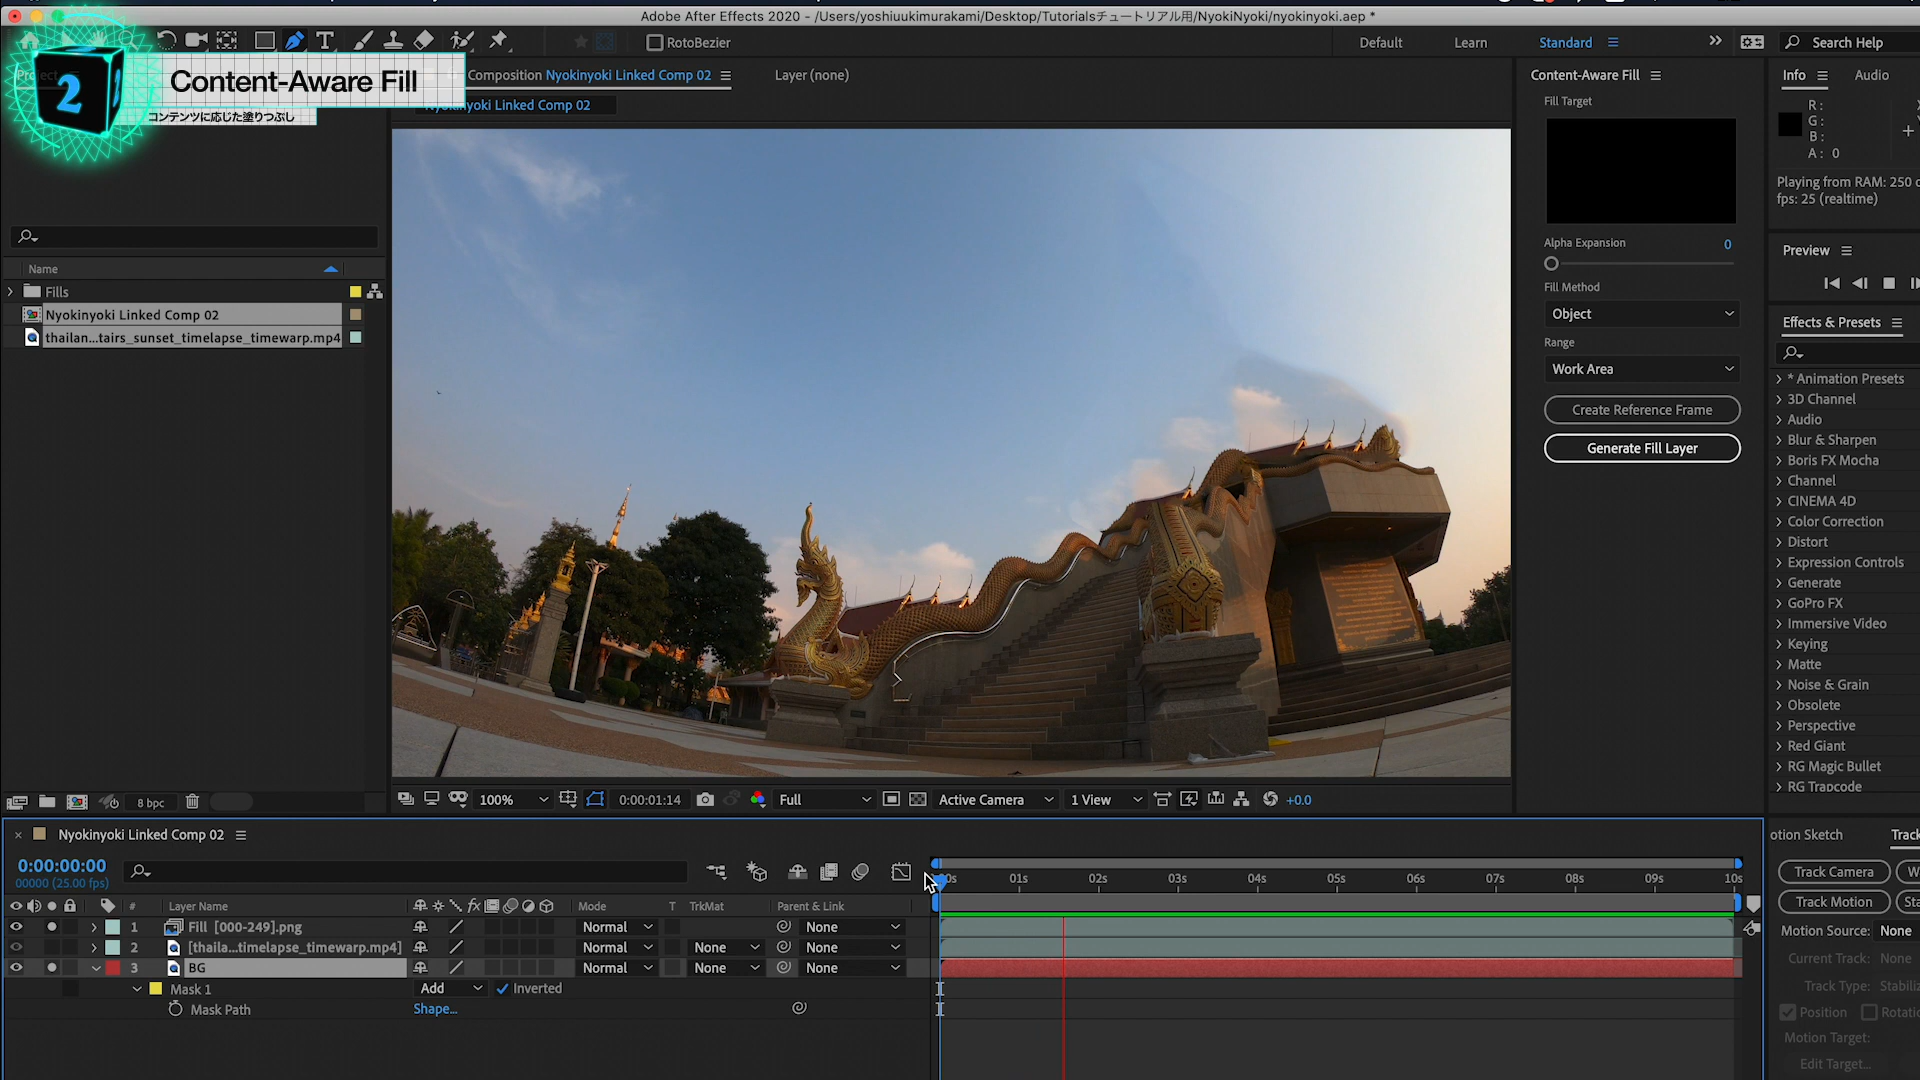 Adobe After Effects 2020 - /Users/yoshiuukimurakami/Desktop/Tutorialsチュートリアル用/NyokiNyoki/nyokinyoki.aep *
RotoBezier
Default
Learn
Standard
Search Help
2
Content-Aware Fill
コンテンツに応じた塗りつぶし
Composition Nyokinyoki Linked Comp 02
Layer (none)
Nyokinyoki Linked Comp 02
Content-Aware Fill
Fill Target
Alpha Expansion
0
Fill Method
Object
Range
Work Area
Create Reference Frame
Generate Fill Layer
Info
Audio
R :
G :
B :
A : 0
Playing from RAM: 250
fps: 25 (realtime)
Preview
Effects & Presets
* Animation Presets
3D Channel
Audio
Blur & Sharpen
Boris FX Mocha
Channel
CINEMA 4D
Color Correction
Distort
Expression Controls
Generate
GoPro FX
Immersive Video
Keying
Matte
Noise & Grain
Obsolete
Perspective
Red Giant
RG Magic Bullet
RG Trapcode
Name
Fills
Nyokinyoki Linked Comp 02
thailan...tairs_sunset_timelapse_timewarp.mp4
8 bpc
100%
0:00:01:14
Full
Active Camera
1 View
+0.0
Nyokinyoki Linked Comp 02
0:00:00:00
00000 (25.00 fps)
01s
02s
03s
04s
05s
06s
07s
08s
09s
10s
#
Layer Name
Mode
T
TrkMat
Parent & Link
1
Fill [000-249].png
Normal
None
2
[thaila...timelapse_timewarp.mp4]
Normal
None
None
3
BG
Normal
None
None
Mask 1
Add
Inverted
Mask Path
Shape...
otion Sketch
Track
Track Camera
Track Motion
Motion Source: None
Current Track: None
Track Type: Stabiliz
Position
Rotatio
Motion Target:
Edit Target...